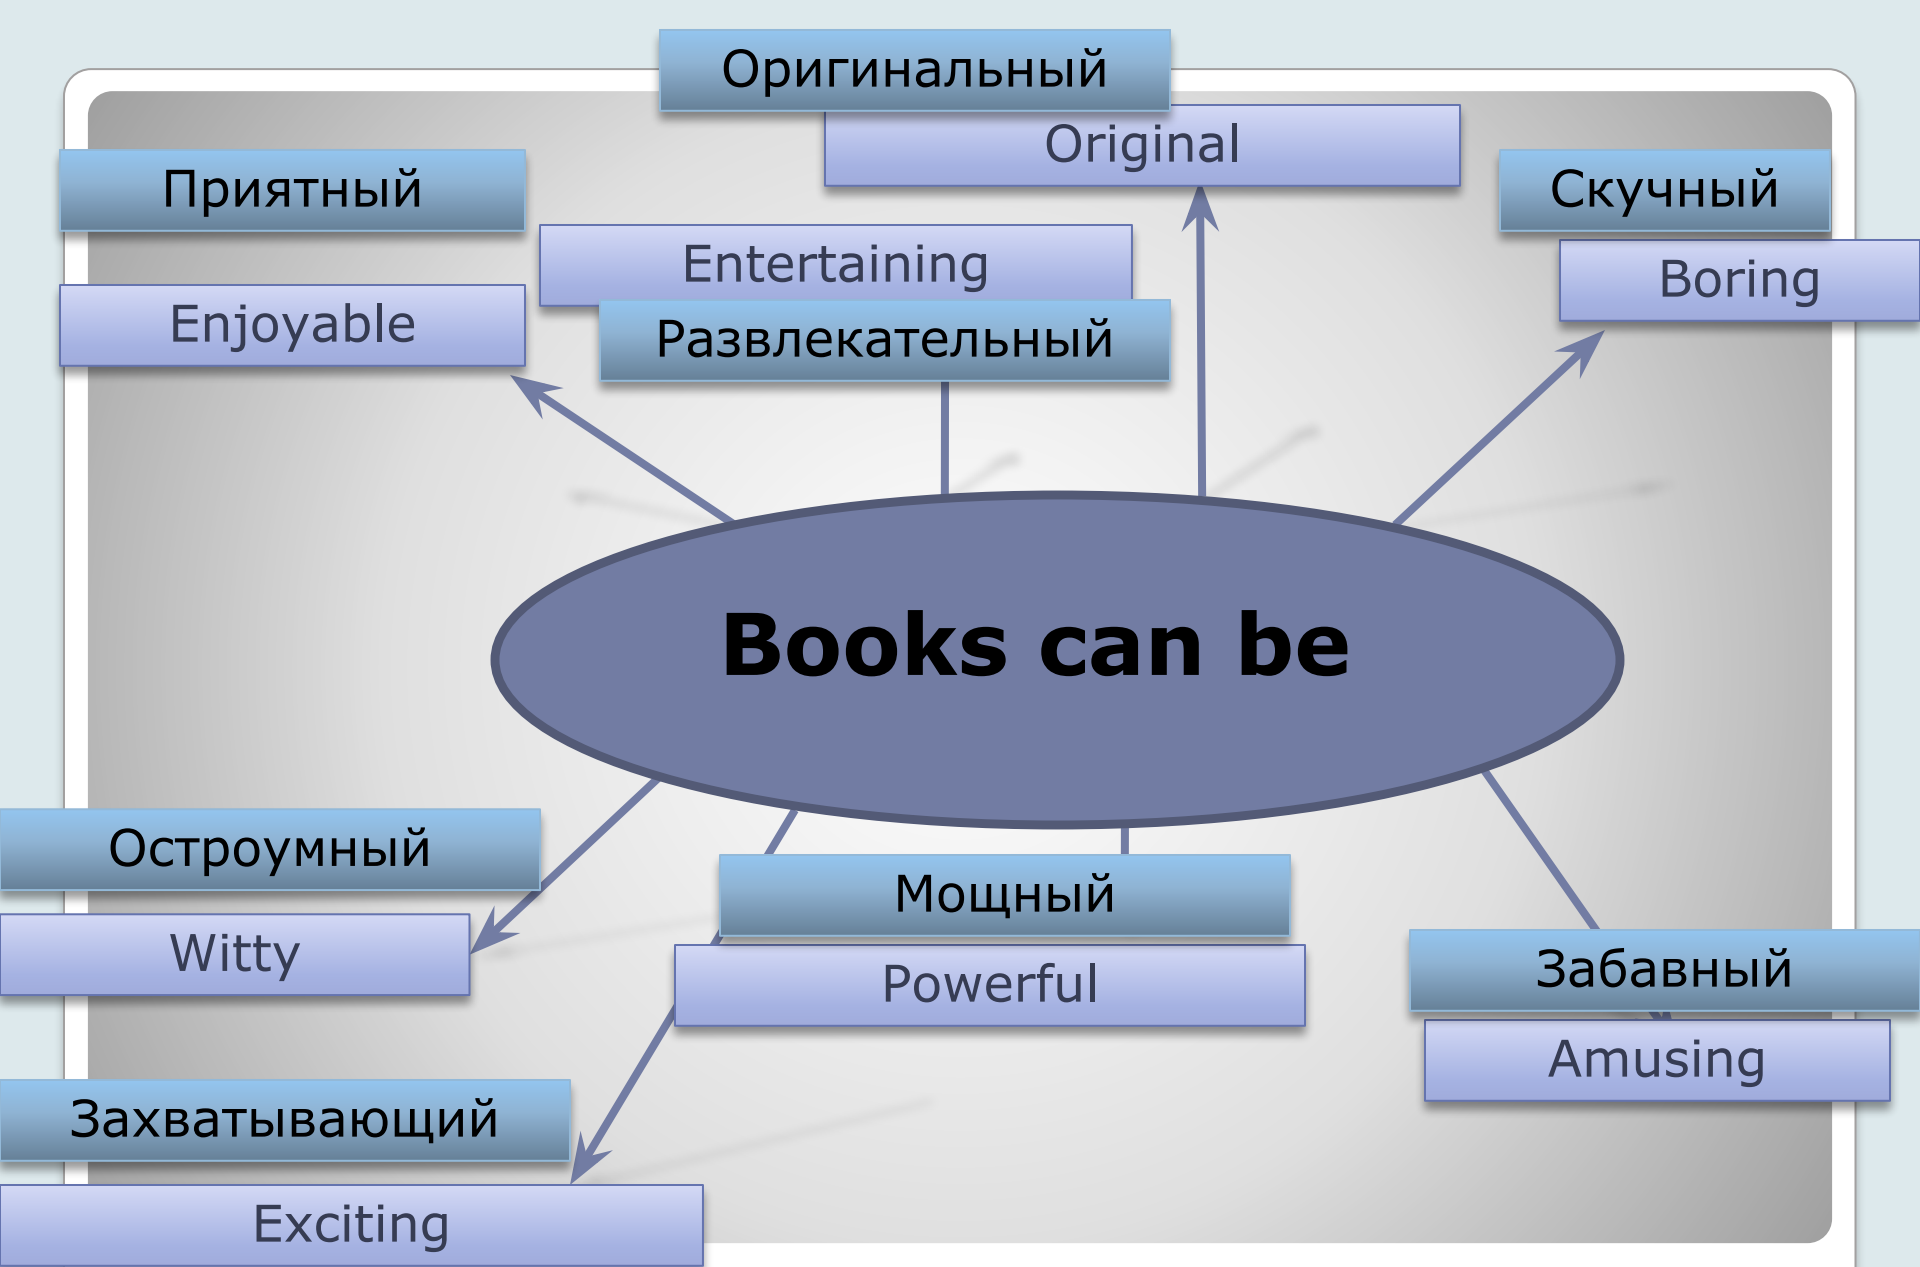 Оригинальный
Original
Приятный
Скучный
Entertaining
Boring
Enjoyable
Развлекательный
Books can be
Остроумный
Мощный
Witty
Powerful
Забавный
Amusing
Захватывающий
Exciting